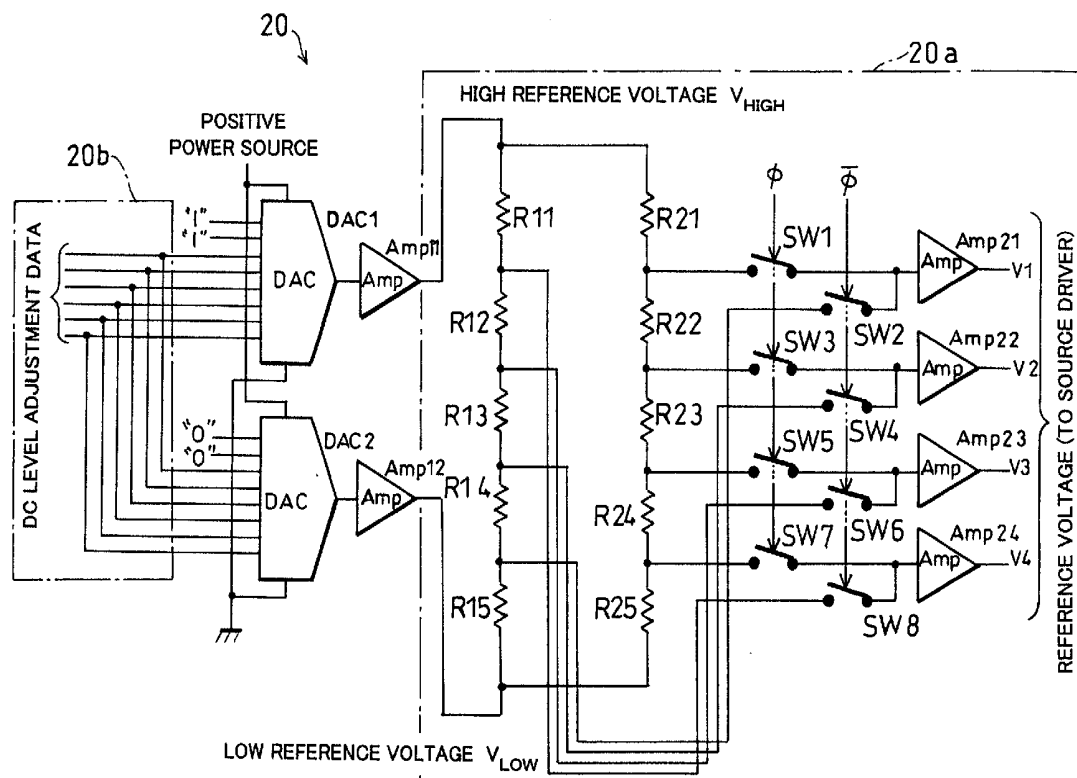 20
20a
HIGH REFERENCE VOLTAGE V HIGH
POSITIVE
POWER SOURCE
20b
DC LEVEL ADJUSTMENT DATA
"1"
"1"
DAC1
DAC
Amp11
Amp
"0"
"0"
DAC2
DAC
Amp12
Amp
R11
R12
R13
R14
R15
R21
R22
R23
R24
R25
φ
φ̅
SW1
SW2
SW3
SW4
SW5
SW6
SW7
SW8
Amp21
Amp
V1
Amp22
Amp
V2
Amp23
Amp
V3
Amp24
Amp
V4
REFERENCE VOLTAGE (TO SOURCE DRIVER)
LOW REFERENCE VOLTAGE V LOW